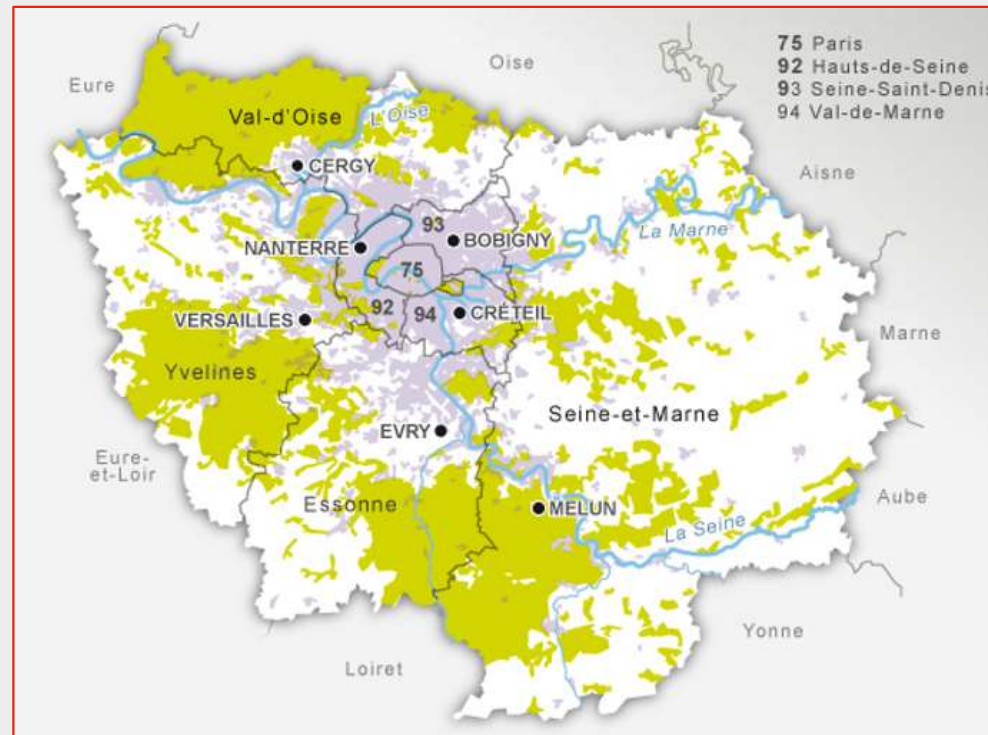 75 Paris
92 Hauts-de-Seine
93 Seine-Saint-Denis
94 Val-de-Marne
Oise
Eure
Val-d'Oise
L'Oise
CERGY
Aisne
93
La Marne
NANTERRE
BOBIGNY
75
92
94
CRÉTEIL
VERSAILLES
Marne
Yvelines
Seine-et-Marne
EVRY
Eure-
et-Loir
Essonne
Aube
MELUN
La Seine
Yonne
Loiret